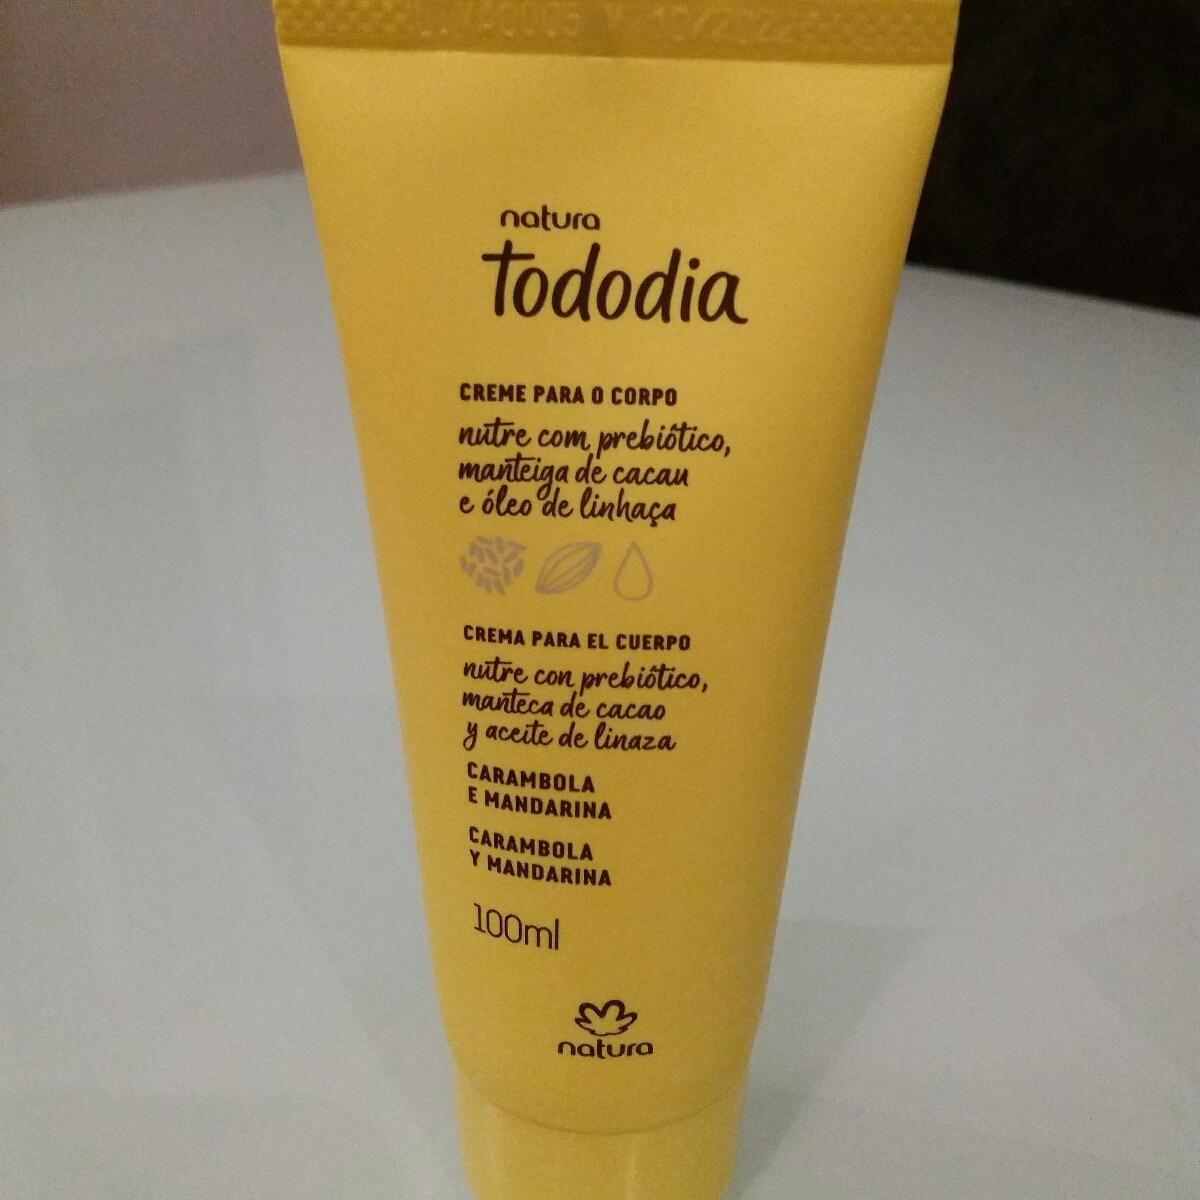 natura
tododia
CREME PARA O CORPO
nutre com prebiótico,
manteiga de cacau
e óleo de linhaça
CREMA PARA EL CUERPO
nutre con prebiótico,
manteca de cacao
y aceite de linaza
CARAMBOLA
E MANDARINA
CARAMBOLA
Y MANDARINA
100ml
natura